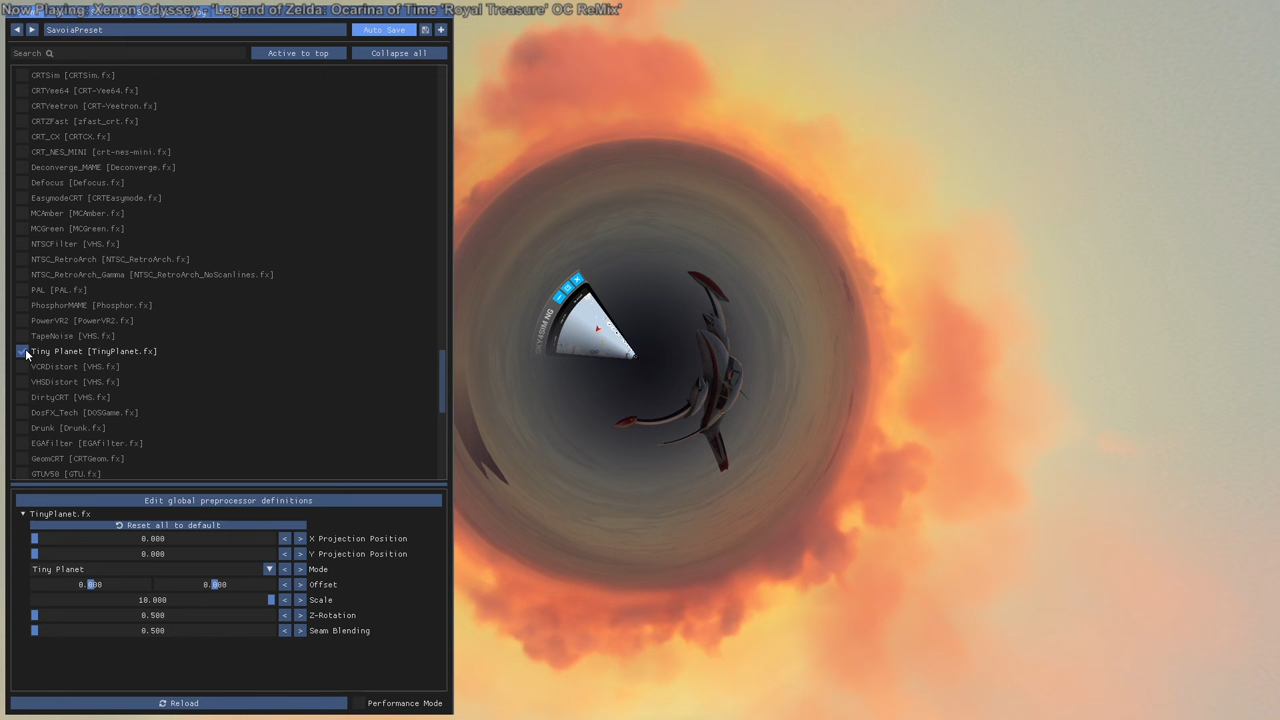 Now Playing: Xenon Odyssey - 'Legend of Zelda: Ocarina of Time 'Royal Treasure' OC ReMix'
SavoiaPreset
Auto Save
Search
Active to top
Collapse all
CRTSim [CRTSim.fx]
CRTYee64 [CRT-Yee64.fx]
CRTYeetron [CRT-Yeetron.fx]
CRTZFast [zfast_crt.fx]
CRT_CX [CRTCX.fx]
CRT_NES_MINI [crt-nes-mini.fx]
Deconverge_MAME [Deconverge.fx]
Defocus [Defocus.fx]
EasymodeCRT [CRTEasymode.fx]
MCAmber [MCAmber.fx]
MCGreen [MCGreen.fx]
NTSCFilter [VHS.fx]
NTSC_RetroArch [NTSC_RetroArch.fx]
NTSC_RetroArch_Gamma [NTSC_RetroArch_NoScanlines.fx]
PAL [PAL.fx]
PhosphorMAME [Phosphor.fx]
PowerVR2 [PowerVR2.fx]
TapeNoise [VHS.fx]
Tiny Planet [TinyPlanet.fx]
VCRDistort [VHS.fx]
VHSDistort [VHS.fx]
DirtyCRT [VHS.fx]
DosFX_Tech [DOSGame.fx]
Drunk [Drunk.fx]
EGAfilter [EGAfilter.fx]
GeomCRT [CRTGeom.fx]
GTUV50 [GTU.fx]
Edit global preprocessor definitions
TinyPlanet.fx
Reset all to default
0.000 < > X Projection Position
0.000 < > Y Projection Position
Tiny Planet < > Mode
0.000 0.000 < > Offset
10.000 < > Scale
0.500 < > Z-Rotation
0.500 < > Seam Blending
Reload
Performance Mode
SKY4SIM NG